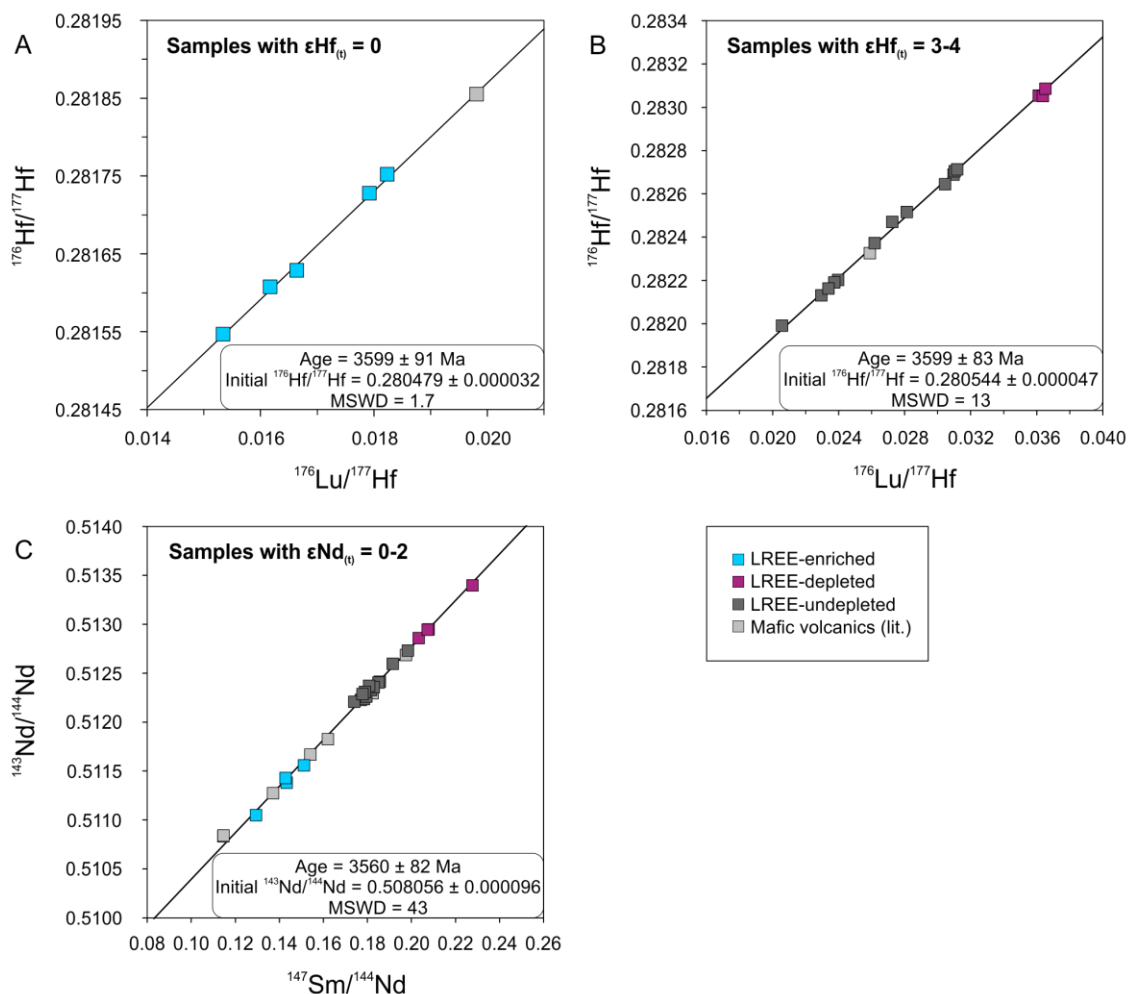 A
Samples with εHf(t) = 0
0.28195
0.28185
0.28175
0.28165
0.28155
0.28145
¹⁷⁶Hf/¹⁷⁷Hf
Age = 3599 ± 91 Ma
Initial ¹⁷⁶Hf/¹⁷⁷Hf = 0.280479 ± 0.000032
MSWD = 1.7
0.014 0.016 0.018 0.020
¹⁷⁶Lu/¹⁷⁷Hf
B
Samples with εHf(t) = 3-4
0.2834
0.2832
0.2830
0.2828
0.2826
0.2824
0.2822
0.2820
0.2818
0.2816
¹⁷⁶Hf/¹⁷⁷Hf
Age = 3599 ± 83 Ma
Initial ¹⁷⁶Hf/¹⁷⁷Hf = 0.280544 ± 0.000047
MSWD = 13
0.016 0.020 0.024 0.028 0.032 0.036 0.040
¹⁷⁶Lu/¹⁷⁷Hf
C
Samples with εNd(t) = 0-2
0.5140
0.5135
0.5130
0.5125
0.5120
0.5115
0.5110
0.5105
0.5100
¹⁴³Nd/¹⁴⁴Nd
Age = 3560 ± 82 Ma
Initial ¹⁴³Nd/¹⁴⁴Nd = 0.508056 ± 0.000096
MSWD = 43
0.08 0.10 0.12 0.14 0.16 0.18 0.20 0.22 0.24 0.26
¹⁴⁷Sm/¹⁴⁴Nd
LREE-enriched
LREE-depleted
LREE-undepleted
Mafic volcanics (lit.)